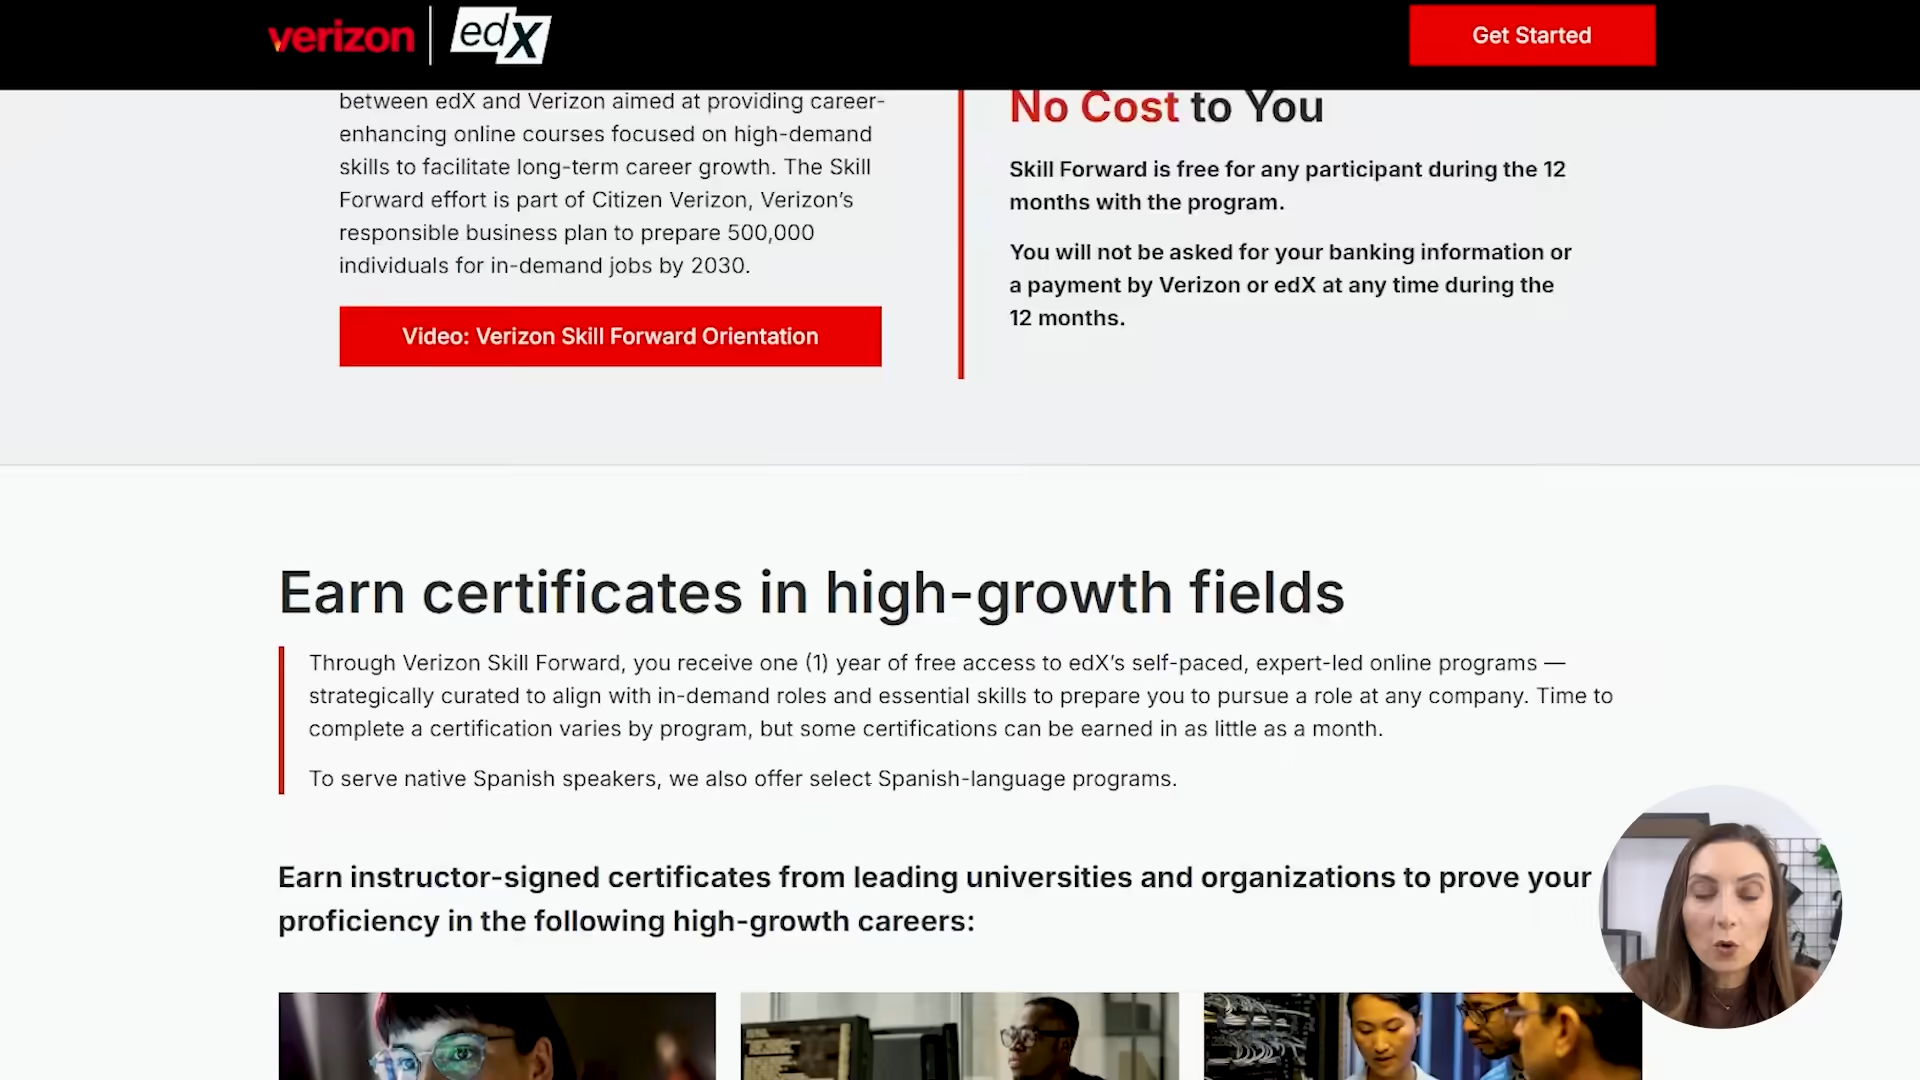 verizon | edX
Get Started
between edX and Verizon aimed at providing career-
enhancing online courses focused on high-demand
skills to facilitate long-term career growth. The Skill
Forward effort is part of Citizen Verizon, Verizon’s
responsible business plan to prepare 500,000
individuals for in-demand jobs by 2030.
Video: Verizon Skill Forward Orientation
No Cost to You
Skill Forward is free for any participant during the 12
months with the program.
You will not be asked for your banking information or
a payment by Verizon or edX at any time during the
12 months.
Earn certificates in high-growth fields
Through Verizon Skill Forward, you receive one (1) year of free access to edX’s self-paced, expert-led online programs —
strategically curated to align with in-demand roles and essential skills to prepare you to pursue a role at any company. Time to
complete a certification varies by program, but some certifications can be earned in as little as a month.
To serve native Spanish speakers, we also offer select Spanish-language programs.
Earn instructor-signed certificates from leading universities and organizations to prove your
proficiency in the following high-growth careers: